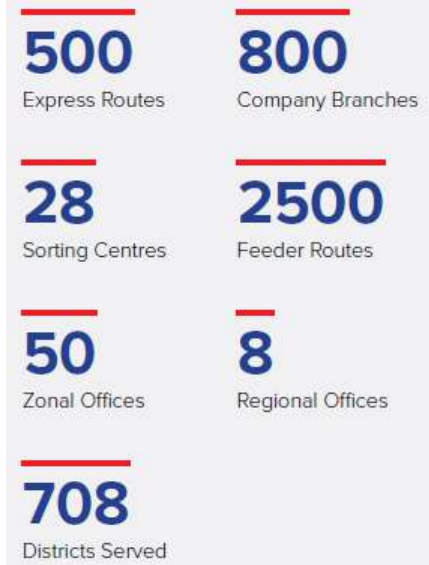 500
Express Routes
800
Company Branches
28
Sorting Centres
2500
Feeder Routes
50
Zonal Offices
8
Regional Offices
708
Districts Served